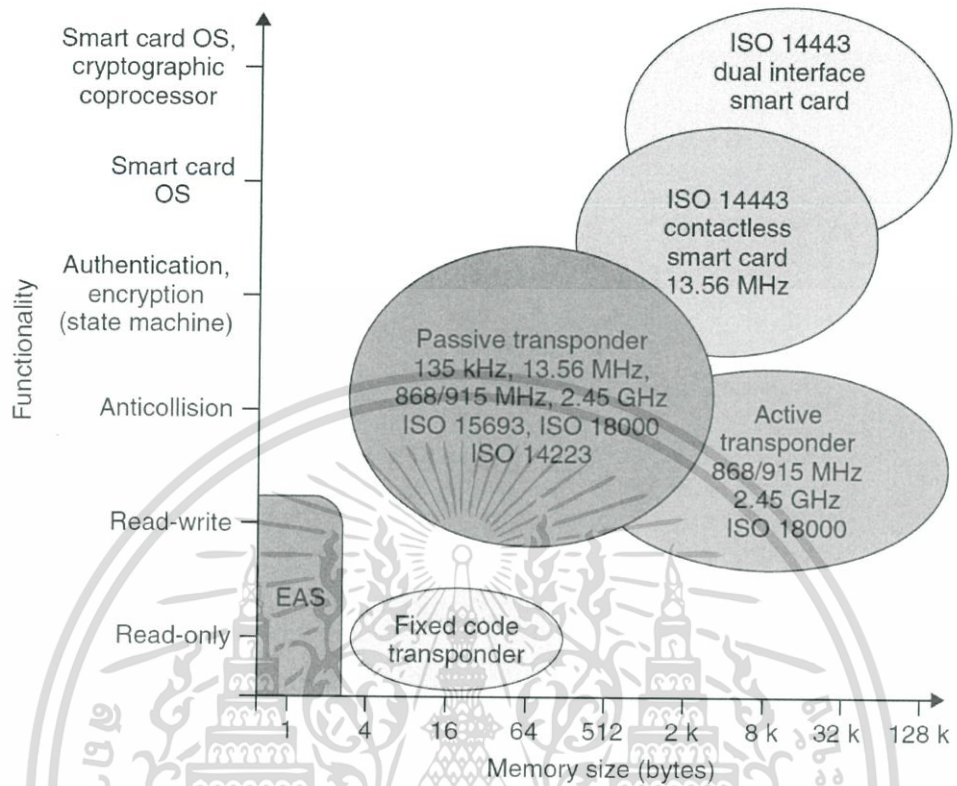 Smart card OS,
cryptographic
coprocessor
Smart card
OS
Authentication,
encryption
(state machine)
Anticollision
Read-write
Read-only
Functionality
ISO 14443
dual interface
smart card
ISO 14443
contactless
smart card
13.56 MHz
Passive transponder
135 kHz, 13.56 MHz,
868/915 MHz, 2.45 GHz
ISO 15693, ISO 18000
ISO 14223
Active
transponder
868/915 MHz
2.45 GHz
ISO 18000
EAS
Fixed code
transponder
1 4 16 64 512 2 k 8 k 32 k 128 k
Memory size (bytes)